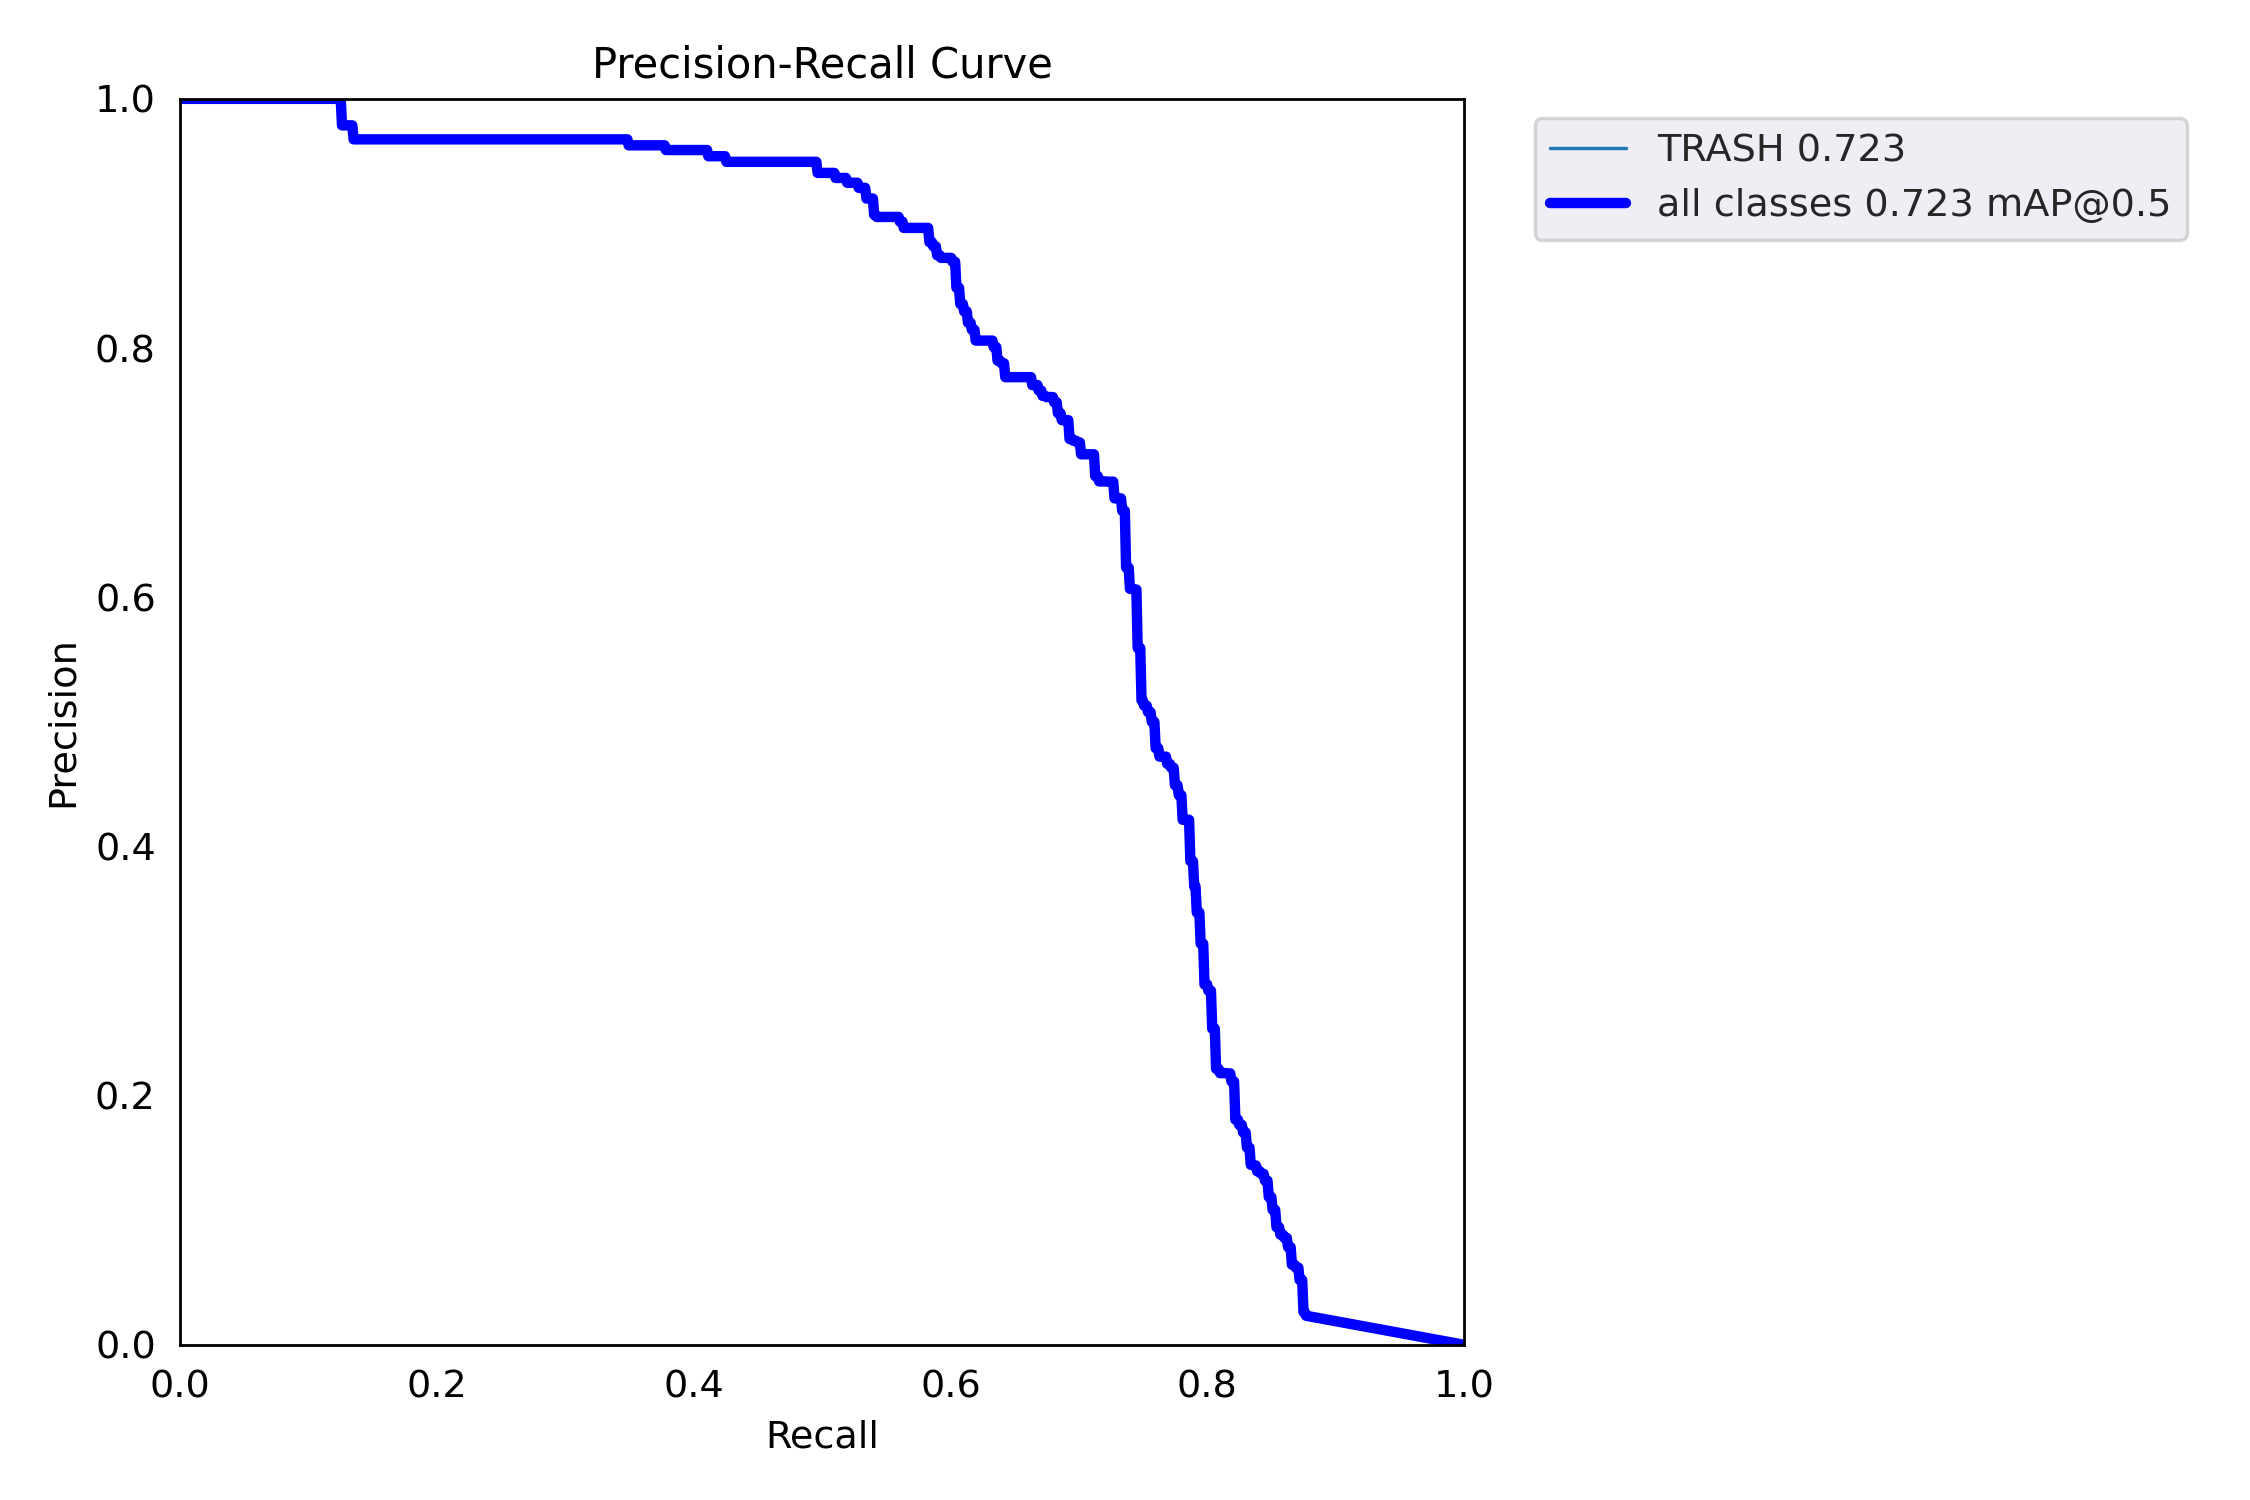 Precision-Recall Curve
1.0
0.8
0.6
0.4
0.2
0.0
Precision
0.0 0.2 0.4 0.6 0.8 1.0
Recall
TRASH 0.723
all classes 0.723 mAP@0.5